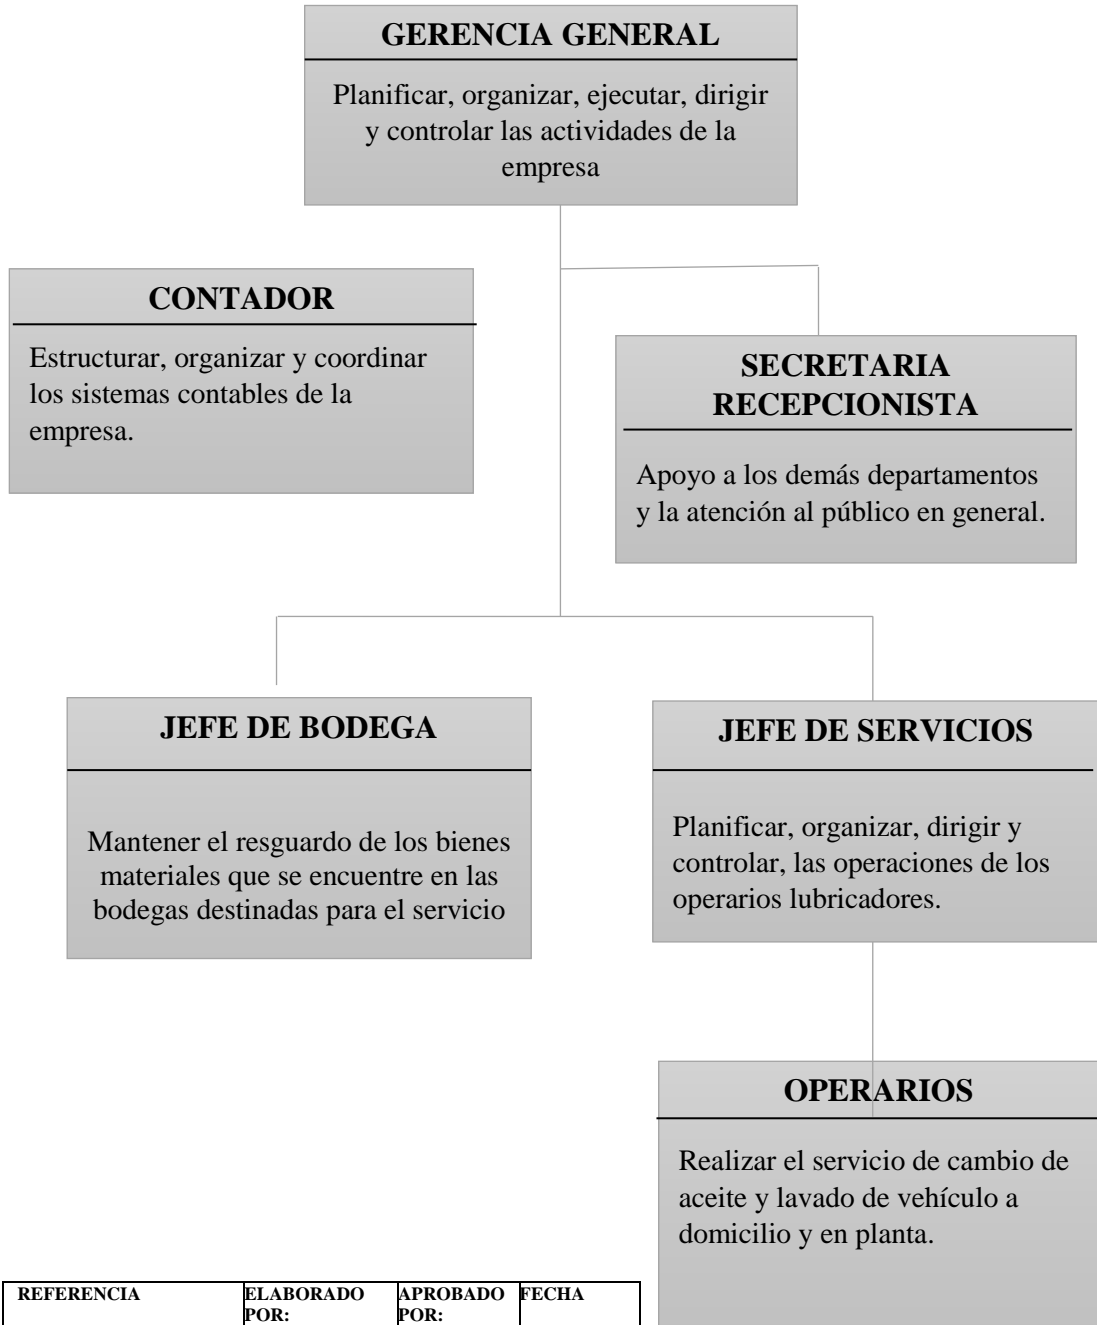 GERENCIA GENERAL
Planificar, organizar, ejecutar, dirigir
y controlar las actividades de la
empresa
CONTADOR
Estructurar, organizar y coordinar
los sistemas contables de la
empresa.
SECRETARIA
RECEPCIONISTA
Apoyo a los demás departamentos
y la atención al público en general.
JEFE DE BODEGA
Mantener el resguardo de los bienes
materiales que se encuentre en las
bodegas destinadas para el servicio
JEFE DE SERVICIOS
Planificar, organizar, dirigir y
controlar, las operaciones de los
operarios lubricadores.
OPERARIOS
Realizar el servicio de cambio de
aceite y lavado de vehículo a
domicilio y en planta.
REFERENCIA ELABORADO APROBADO FECHA
POR: POR: